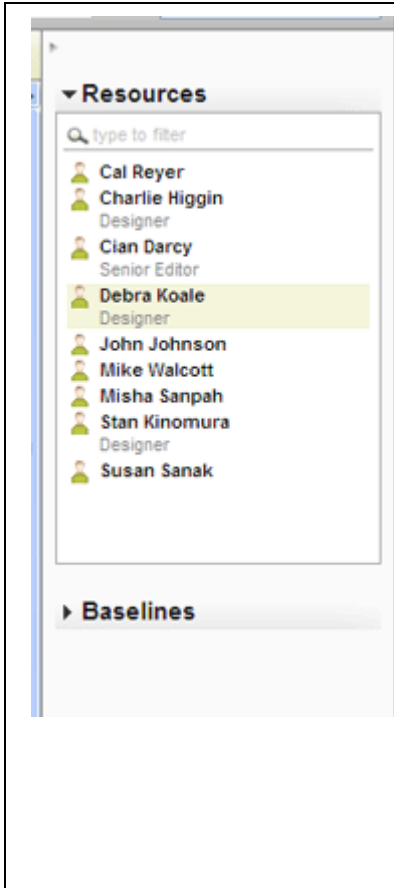 Resources
type to filter
Cal Reyer
Charlie Higgin
Designer
Cian Darcy
Senior Editor
Debra Koale
Designer
John Johnson
Mike Walcott
Misha Sanpah
Stan Kinomura
Designer
Susan Sanak
Baselines